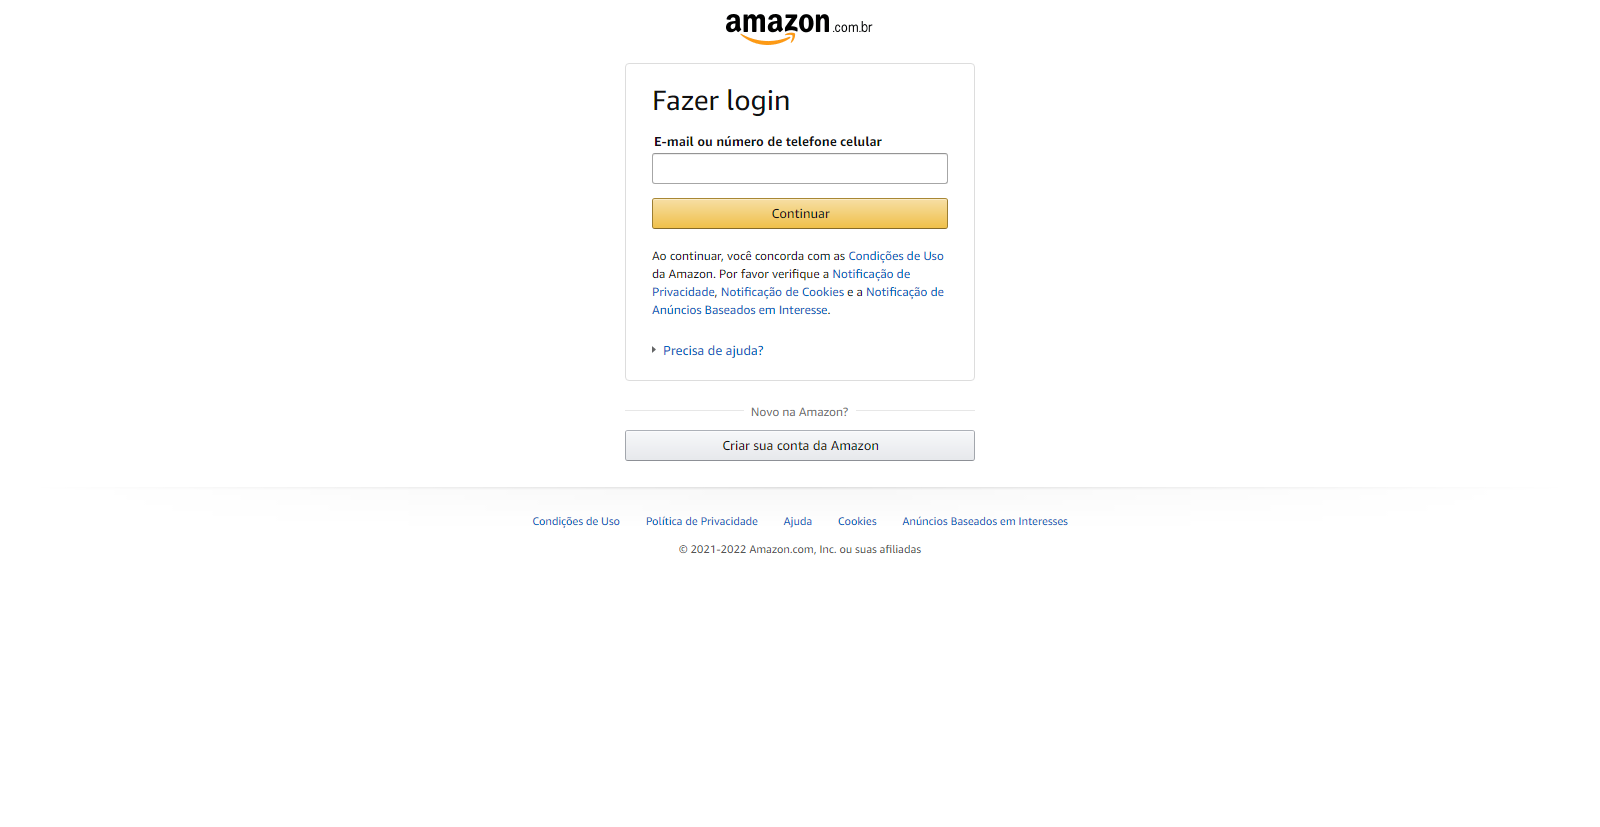 amazon.com.br
Fazer login
E-mail ou número de telefone celular
Continuar
Ao continuar, você concorda com as Condições de Uso
da Amazon. Por favor verifique a Notificação de
Privacidade, Notificação de Cookies e a Notificação de
Anúncios Baseados em Interesse.
Precisa de ajuda?
Novo na Amazon?
Criar sua conta da Amazon
Condições de Uso Política de Privacidade Ajuda Cookies Anúncios Baseados em Interesses
© 2021-2022 Amazon.com, Inc. ou suas afiliadas